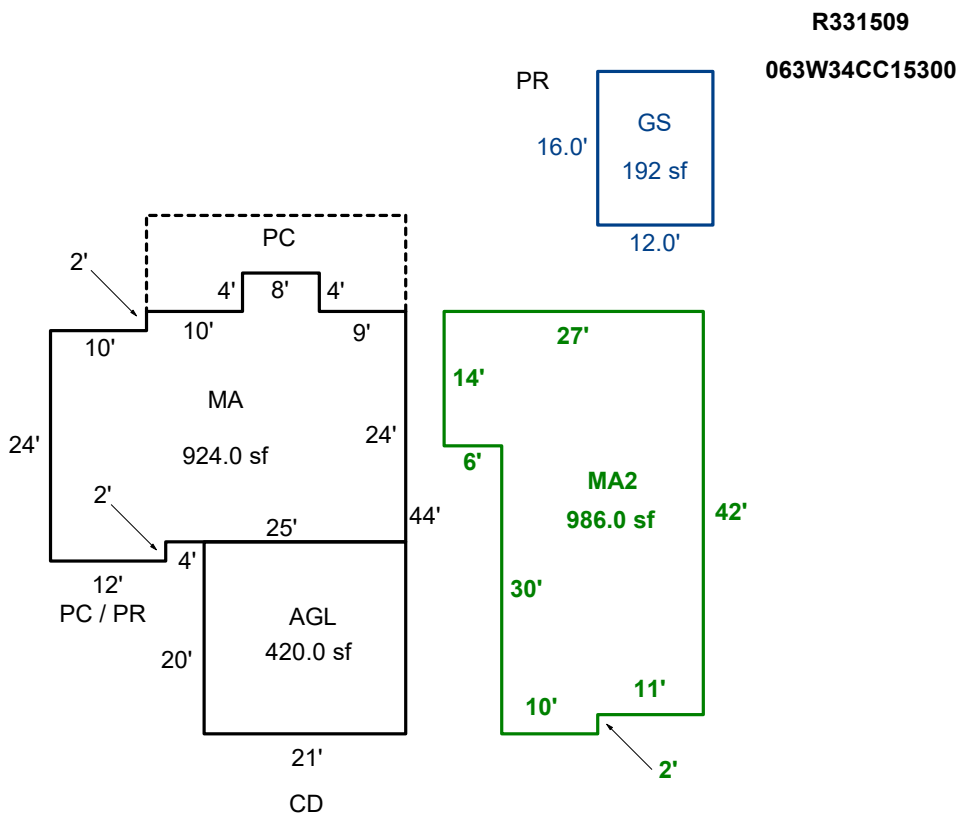 R331509
063W34CC15300
PR
GS
16.0'
192 sf
12.0'
PC
2'
4'
8'
4'
10'
9'
10'
MA
24'
24'
924.0 sf
2'
25'
44'
4'
12'
PC / PR
AGL
420.0 sf
20'
21'
CD
27'
14'
6'
MA2
986.0 sf
42'
30'
11'
10'
2'